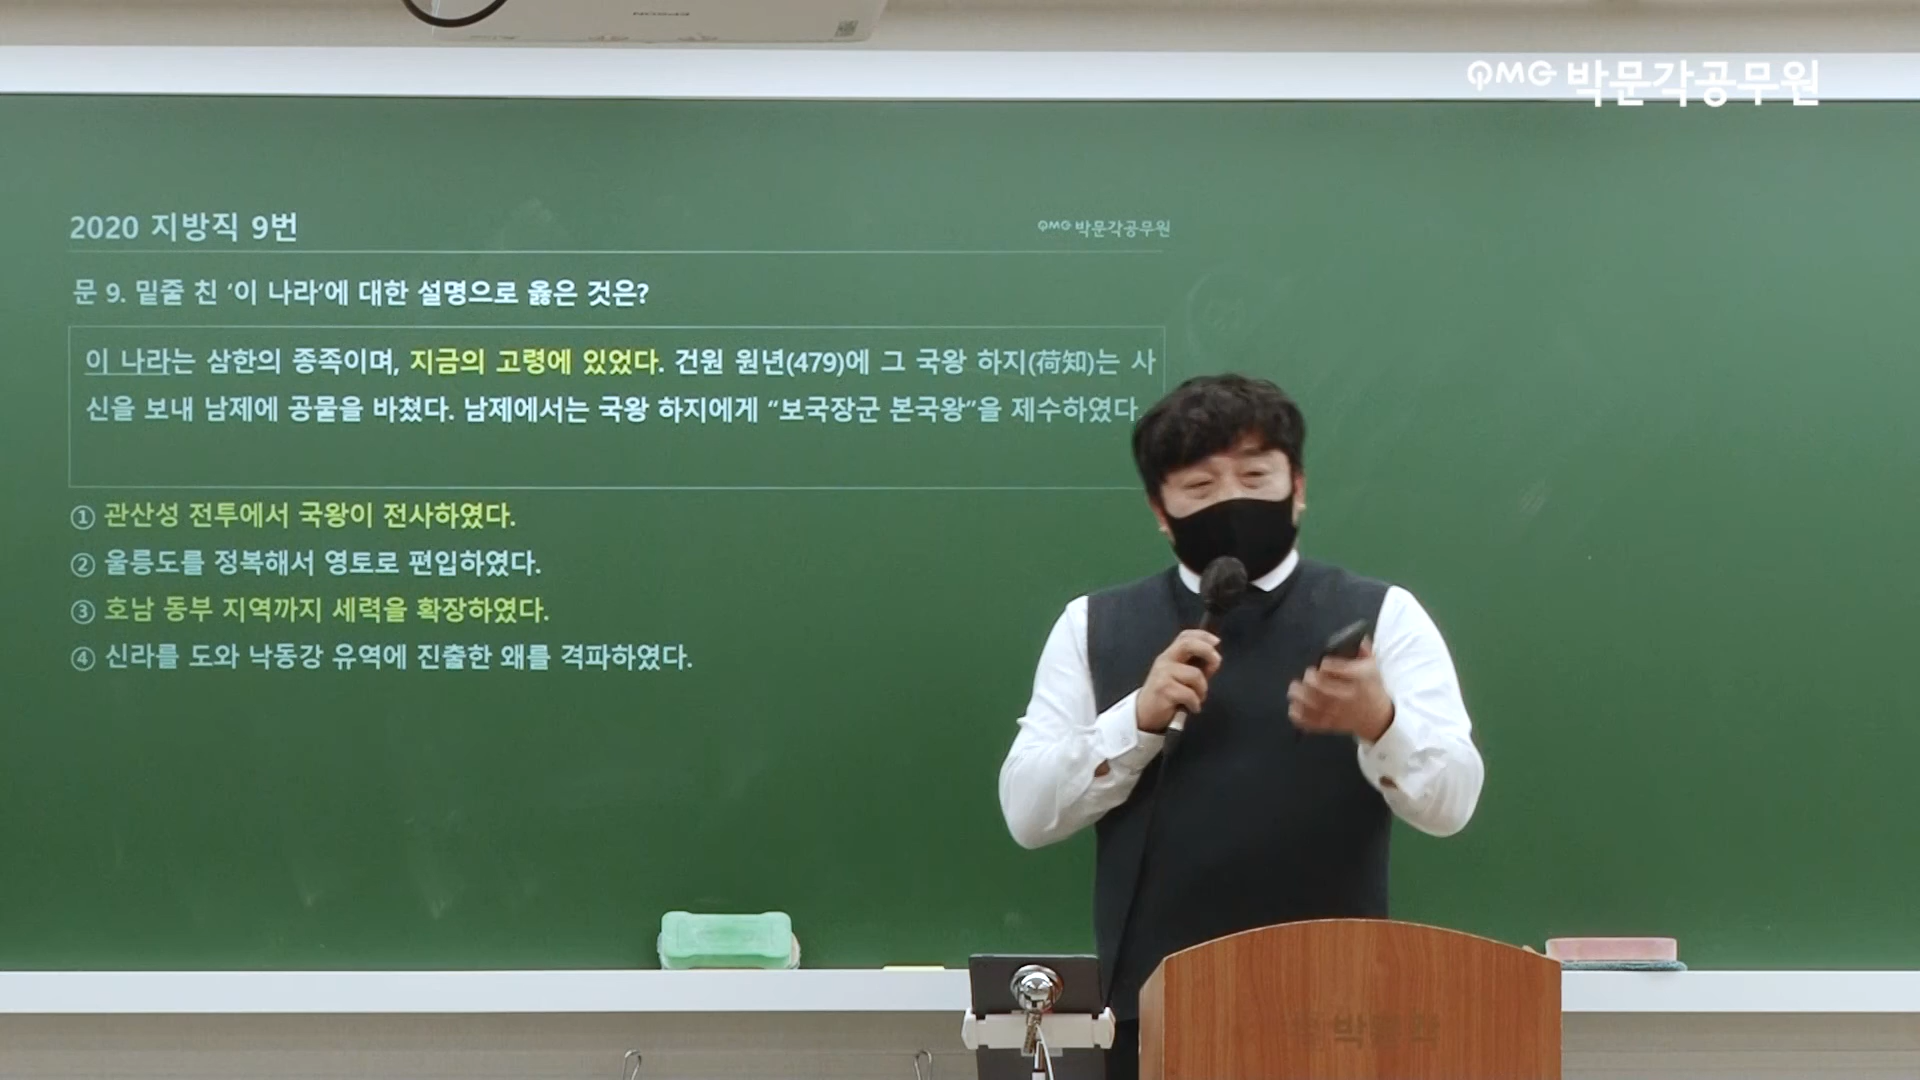 EPSON
PMG 박문각공무원
2020 지방직 9번
PMG 박문각공무원
문 9. 밑줄 친 ‘이 나라’에 대한 설명으로 옳은 것은?
이 나라는 삼한의 종족이며, 지금의 고령에 있었다. 건원 원년(479)에 그 국왕 하지(荷知)는 사
신을 보내 남제에 공물을 바쳤다. 남제에서는 국왕 하지에게 “보국장군 본국왕”을 제수하였다.
① 관산성 전투에서 국왕이 전사하였다.
② 울릉도를 정복해서 영토로 편입하였다.
③ 호남 동부 지역까지 세력을 확장하였다.
④ 신라를 도와 낙동강 유역에 진출한 왜를 격파하였다.